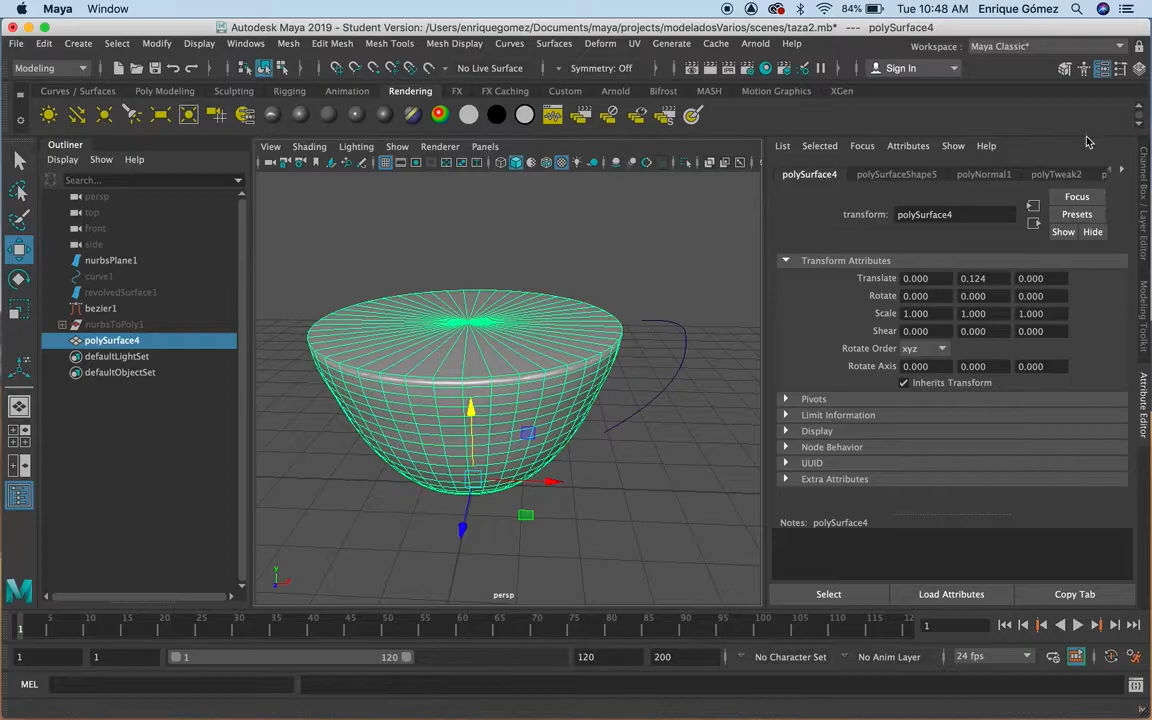 Maya Window 84% Tue 10:48 AM Enrique Gómez
Autodesk Maya 2019 - Student Version: /Users/enriquegomez/Documents/maya/projects/modeladosVarios/scenes/taza2.mb* --- polySurface4
File Edit Create Select Modify Display Windows Mesh Edit Mesh Mesh Tools Mesh Display Curves Surfaces Deform UV Generate Cache Arnold Help Workspace : Maya Classic*
Modeling No Live Surface Symmetry: Off Sign In
Curves / Surfaces Poly Modeling Sculpting Rigging Animation Rendering FX FX Caching Custom Arnold Bifrost MASH Motion Graphics XGen
Outliner
Display Show Help
Search...
persp
top
front
side
nurbsPlane1
curve1
revolvedSurface1
bezier1
nurbsToPoly1
polySurface4
defaultLightSet
defaultObjectSet
View Shading Lighting Show Renderer Panels
y
persp
List Selected Focus Attributes Show Help
polySurface4 polySurfaceShape5 polyNormal1 polyTweak2 p
transform: polySurface4
Focus
Presets
Show Hide
Transform Attributes
Translate 0.000 0.124 0.000
Rotate 0.000 0.000 0.000
Scale 1.000 1.000 1.000
Shear 0.000 0.000 0.000
Rotate Order xyz
Rotate Axis 0.000 0.000 0.000
Inherits Transform
Pivots
Limit Information
Display
Node Behavior
UUID
Extra Attributes
Notes: polySurface4
Select Load Attributes Copy Tab
Channel Box / Layer Editor
Modeling Toolkit
Attribute Editor
1 5 10 15 20 25 30 35 40 45 50 55 60 65 70 75 80 85 90 95 100 105 110 115 12 1
1 1 1 120 120 200 No Character Set No Anim Layer 24 fps
MEL